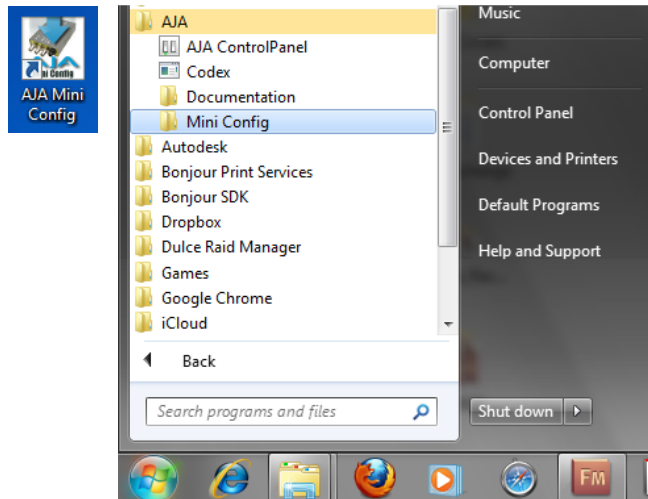 ni Config
AJA Mini
Config
AJA
AJA ControlPanel
Codex
Documentation
Mini Config
Autodesk
Bonjour Print Services
Bonjour SDK
Dropbox
Dulce Raid Manager
Games
Google Chrome
iCloud
Back
Search programs and files
Music
Computer
Control Panel
Devices and Printers
Default Programs
Help and Support
Shut down
FM